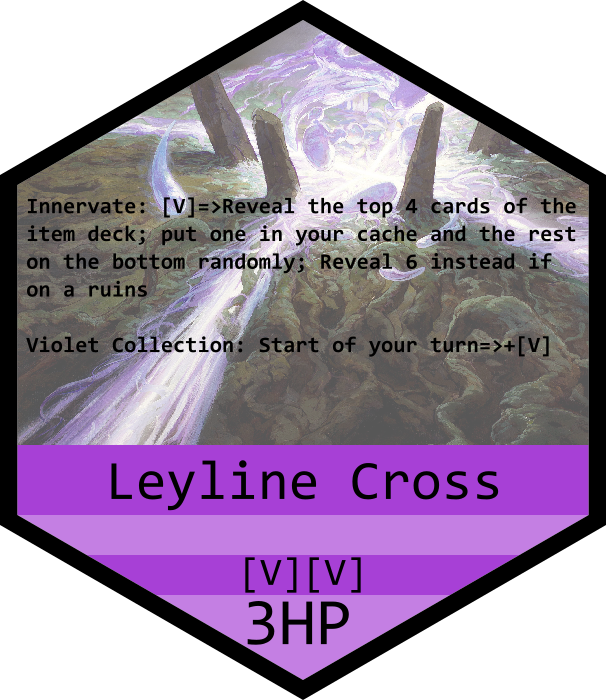 Innervate: [V]=>Reveal the top 4 cards of the
item deck; put one in your cache and the rest
on the bottom randomly; Reveal 6 instead if
on a ruins
Violet Collection: Start of your turn=>+[V]
Leyline Cross
[V][V]
3HP